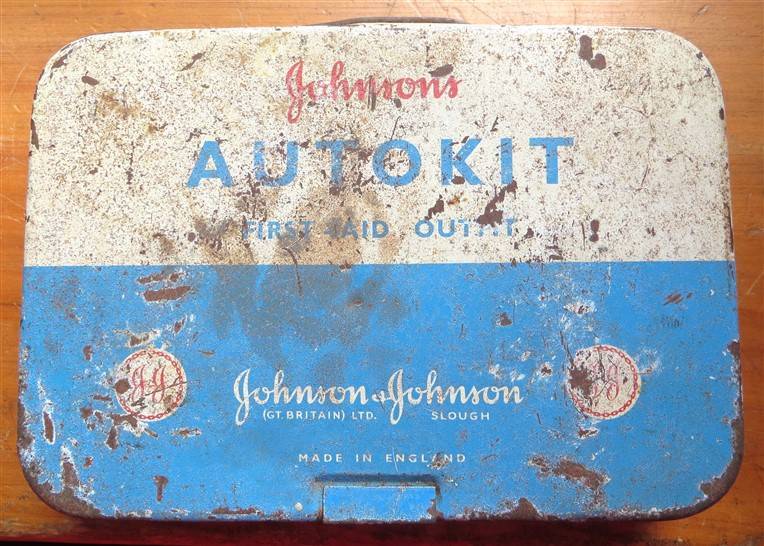 Johnsons
AUTOKIT
FIRST AID OUTFIT
J&J
Johnson & Johnson
J&J
(GT. BRITAIN) LTD. SLOUGH
MADE IN ENGLAND